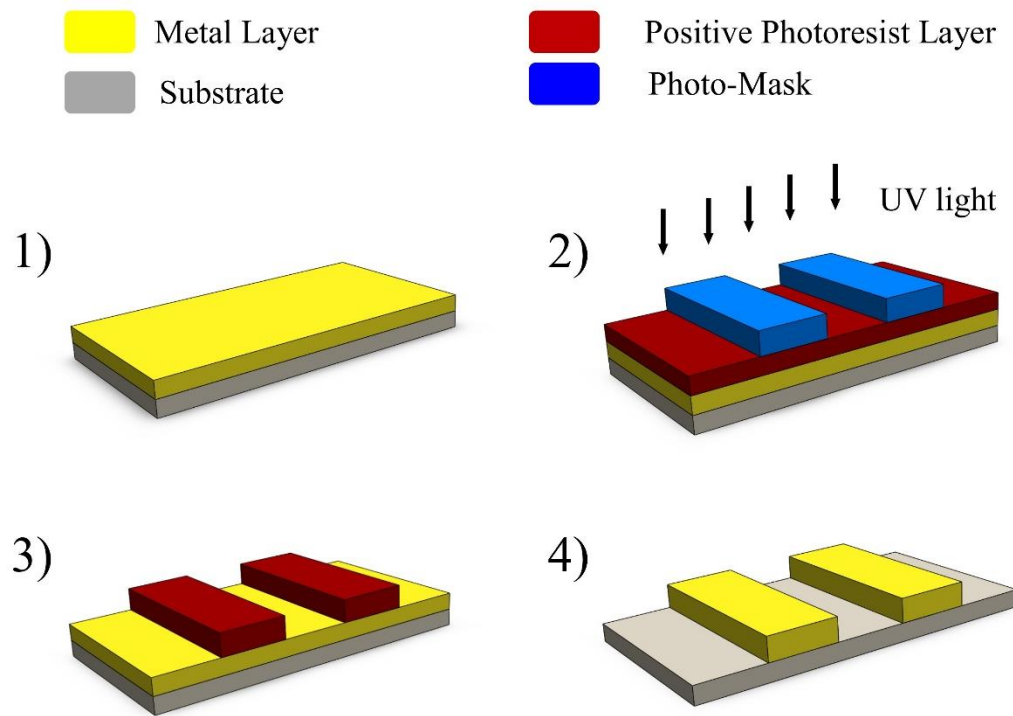 Metal Layer
Positive Photoresist Layer
Substrate
Photo-Mask
UV light
1)
2)
3)
4)